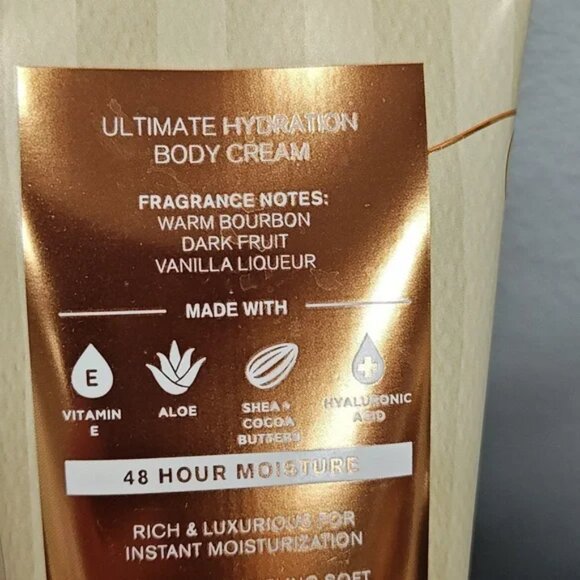 ULTIMATE HYDRATION
BODY CREAM
FRAGRANCE NOTES:
WARM BOURBON
DARK FRUIT
VANILLA LIQUEUR
MADE WITH
E
VITAMIN
E
ALOE
SHEA +
COCOA
BUTTERS
HYALURONIC
ACID
48 HOUR MOISTURE
RICH & LUXURIOUS FOR
INSTANT MOISTURIZATION
SOFT